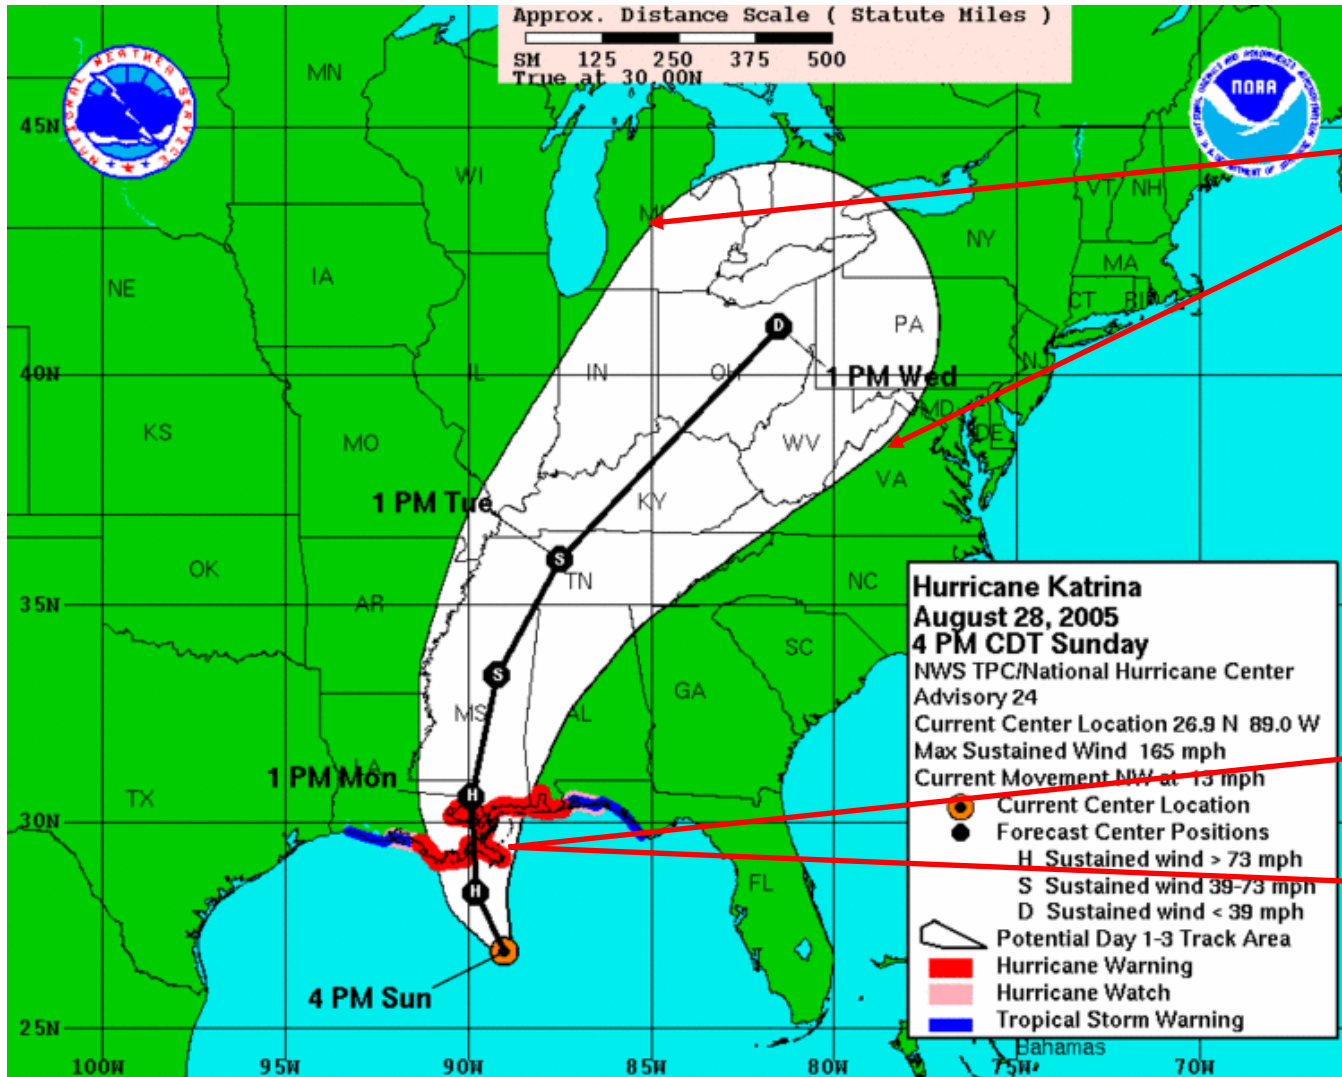 Approx. Distance Scale ( Statute Miles )
SM 125 250 375 500
True at 30.00N
NATIONAL WEATHER SERVICE
NOAA
MN
WI
MI
VT
NH
NY
MA
CT
RI
NE
IA
PA
NJ
IL
IN
OH
MD
DE
KS
MO
WV
VA
KY
OK
AR
TN
NC
SC
MS
AL
GA
LA
TX
FL
45N
40N
35N
30N
25N
100W
95W
90W
85W
80W
75W
70W
D
1 PM Wed
1 PM Tue
S
S
1 PM Mon
H
H
4 PM Sun
Hurricane Katrina
August 28, 2005
4 PM CDT Sunday
NWS TPC/National Hurricane Center
Advisory 24
Current Center Location 26.9 N 89.0 W
Max Sustained Wind 165 mph
Current Movement NW at 13 mph
Current Center Location
Forecast Center Positions
H Sustained wind > 73 mph
S Sustained wind 39-73 mph
D Sustained wind < 39 mph
Potential Day 1-3 Track Area
Hurricane Warning
Hurricane Watch
Tropical Storm Warning
Bahamas